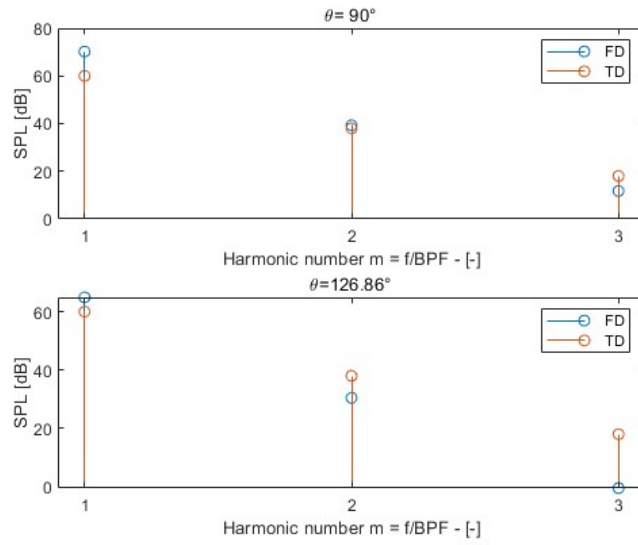 θ= 90°
80
60
40
20
0
SPL [dB]
FD
TD
1
2
3
Harmonic number m = f/BPF - [-]
θ=126.86°
60
40
20
0
SPL [dB]
FD
TD
1
2
3
Harmonic number m = f/BPF - [-]